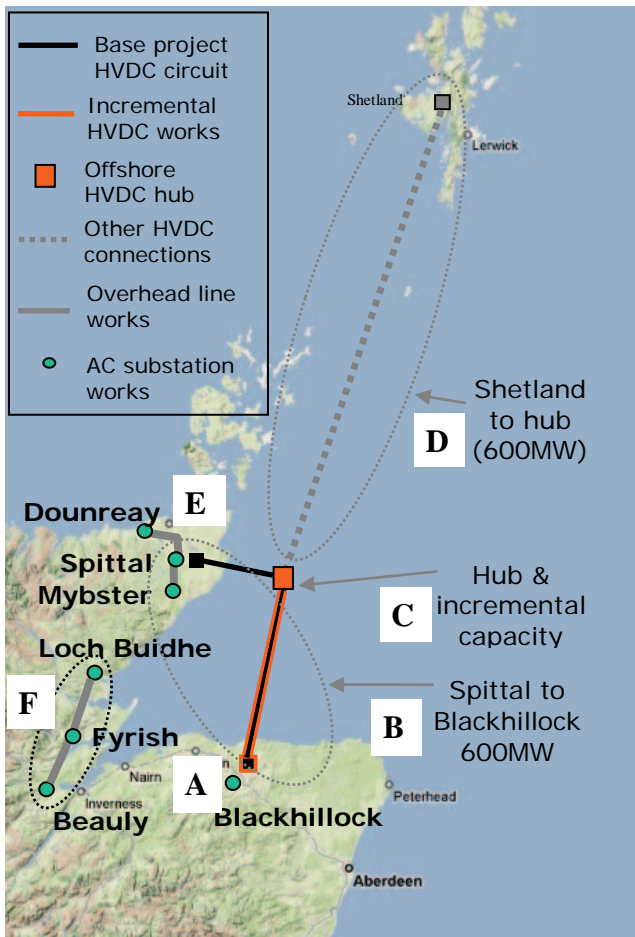 Base project
HVDC circuit
Incremental
HVDC works
Offshore
HVDC hub
Other HVDC
connections
Overhead line
works
AC substation
works
Shetland
Lerwick
Shetland
to hub
(600MW)
D
E
Dounreay
Spittal
Mybster
Hub &
incremental
capacity
C
Loch Buidhe
F
Spittal to
Blackhillock
600MW
B
Fyrish
Nairn
A
Inverness
Beauly
Blackhillock
Peterhead
Aberdeen